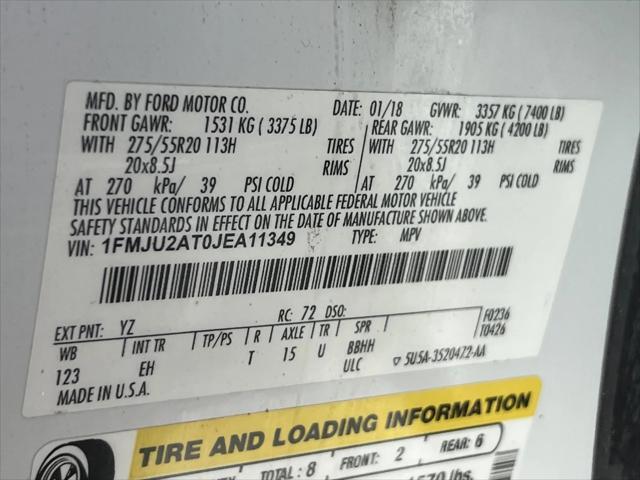 MFD. BY FORD MOTOR CO. DATE: 01/18 GVWR: 3357 KG (7400 LB)
FRONT GAWR: 1531 KG (3375 LB) REAR GAWR: 1905 KG (4200 LB)
WITH 275/55R20 113H TIRES WITH 275/55R20 113H TIRES
20x8.5J RIMS 20x8.5J RIMS
AT 270 kPa/ 39 PSI COLD AT 270 kPa/ 39 PSI COLD
THIS VEHICLE CONFORMS TO ALL APPLICABLE FEDERAL MOTOR VEHICLE
SAFETY STANDARDS IN EFFECT ON THE DATE OF MANUFACTURE SHOWN ABOVE.
VIN: 1FMJU2AT0JEA11349 TYPE: MPV
EXT PNT: YZ RC: 72 DSO: F0236
WB INT TR TP/PS R AXLE TR SPR T0426
123 EH T 15 U BBHH
ULC ▽ 5U5A-3520472-AA
MADE IN U.S.A.
TIRE AND LOADING INFORMATION
TOTAL: 8 FRONT: 2 REAR: 6